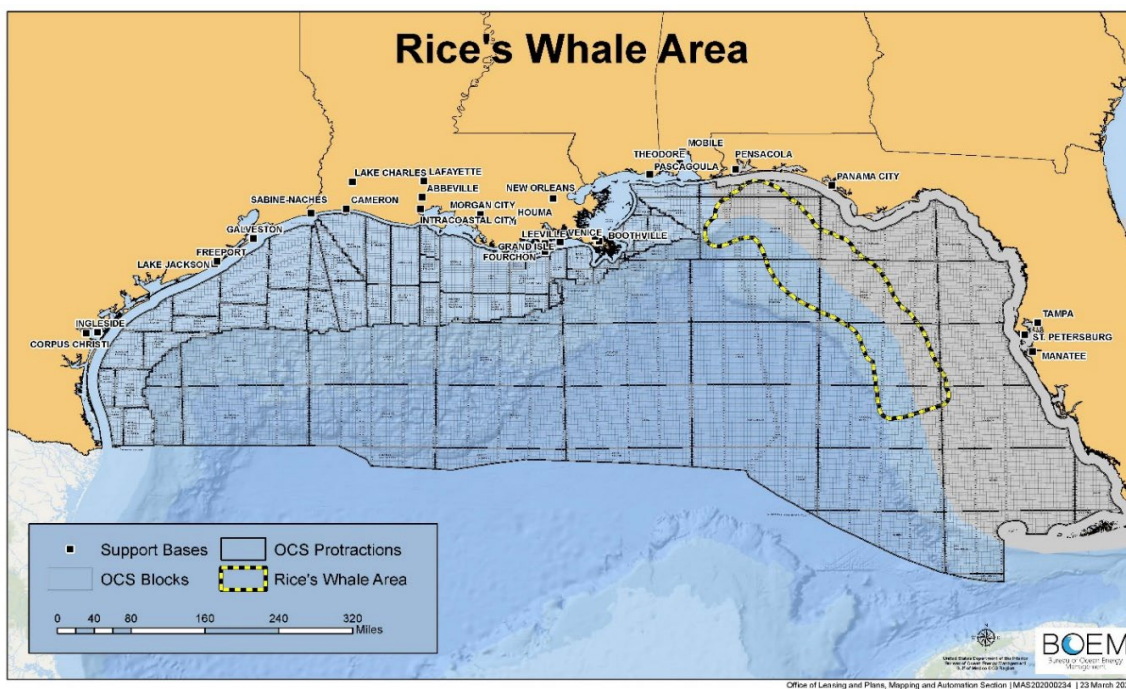 Rice's Whale Area
MOBILE
THEODORE
PENSACOLA
PASCAGOULA
LAKE CHARLES
LAFAYETTE
PANAMA CITY
ABBEVILLE
NEW ORLEANS
SABINE-NACHES
CAMERON
MORGAN CITY
INTRACOASTAL CITY
HOUMA
GALVESTON
LEEVILLE
VENICE
BOOTHVILLE
FREEPORT
GRAND ISLE
LAKE JACKSON
FOURCHON
INGLESIDE
TAMPA
CORPUS CHRISTI
ST. PETERSBURG
MANATEE
Support Bases
OCS Protractions
OCS Blocks
Rice's Whale Area
0 40 80 160 240 320
Miles
BOEM
Bureau of Ocean Energy
Management
Office of Leasing and Plans, Mapping and Automation Section | MAS202000234 | 23 March 202